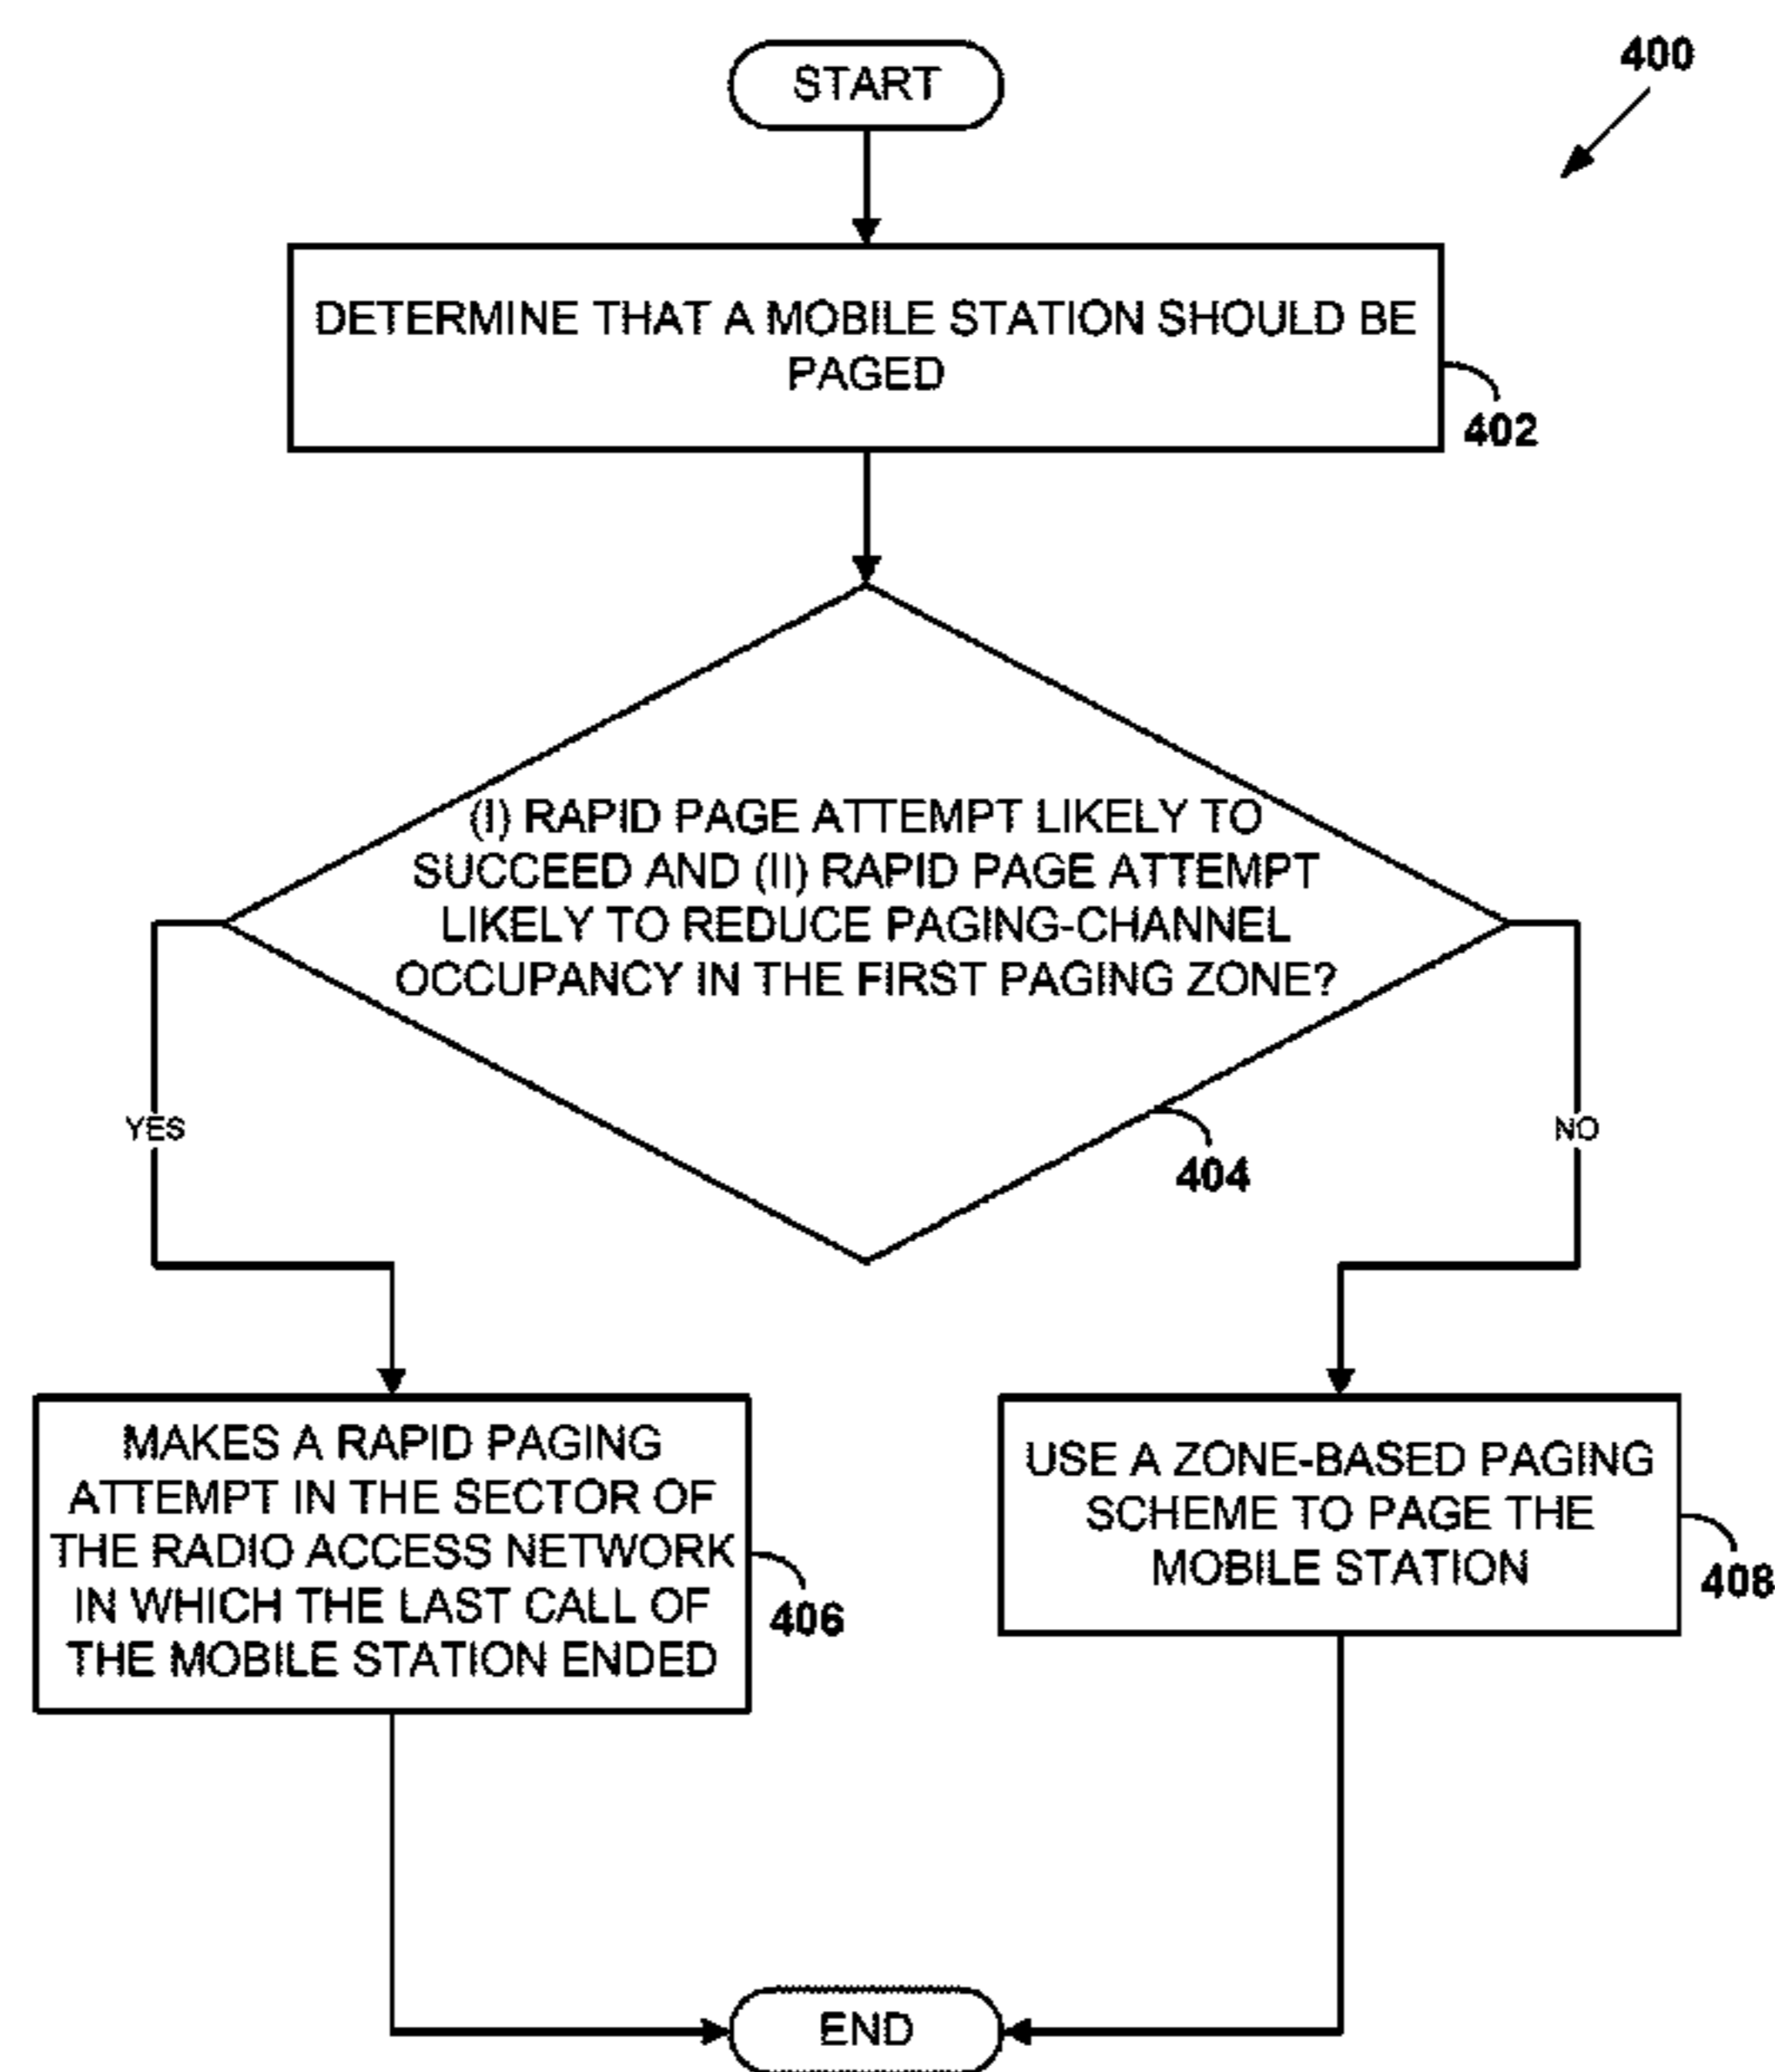 START
400
DETERMINE THAT A MOBILE STATION SHOULD BE
PAGED
402
(I) RAPID PAGE ATTEMPT LIKELY TO
SUCCEED AND (II) RAPID PAGE ATTEMPT
LIKELY TO REDUCE PAGING-CHANNEL
OCCUPANCY IN THE FIRST PAGING ZONE?
404
YES
NO
MAKES A RAPID PAGING
ATTEMPT IN THE SECTOR OF
THE RADIO ACCESS NETWORK
IN WHICH THE LAST CALL OF
THE MOBILE STATION ENDED
406
USE A ZONE-BASED PAGING
SCHEME TO PAGE THE
MOBILE STATION
408
END